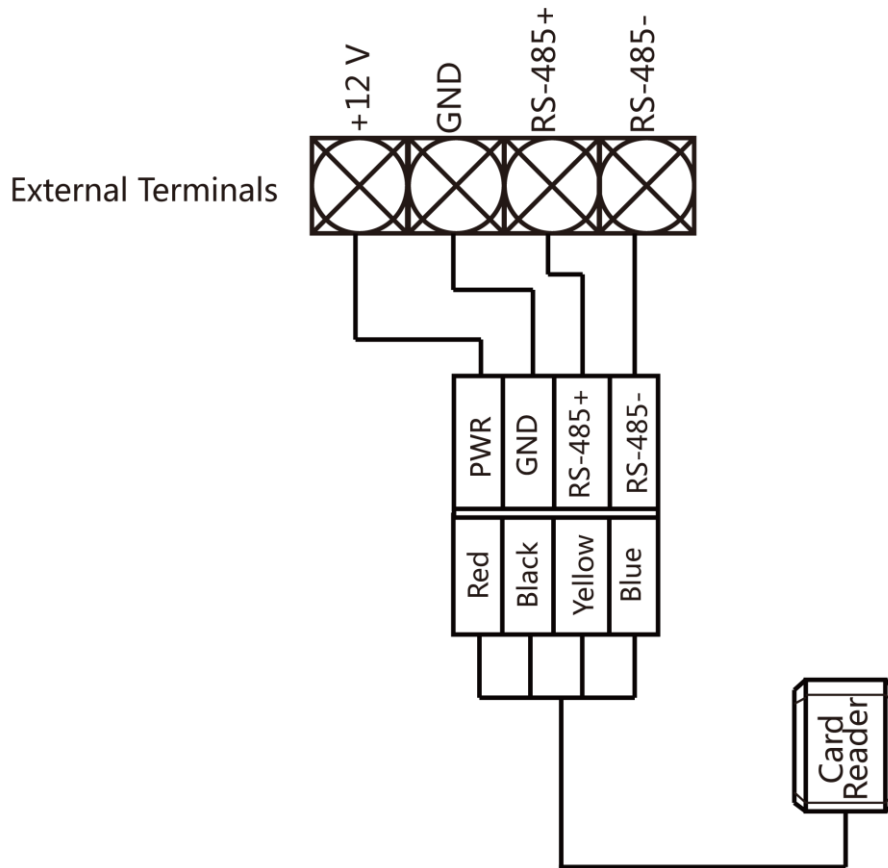 +12 V
GND
RS-485+
RS-485-
External Terminals
PWR
GND
RS-485+
RS-485-
Red
Black
Yellow
Blue
Card
Reader